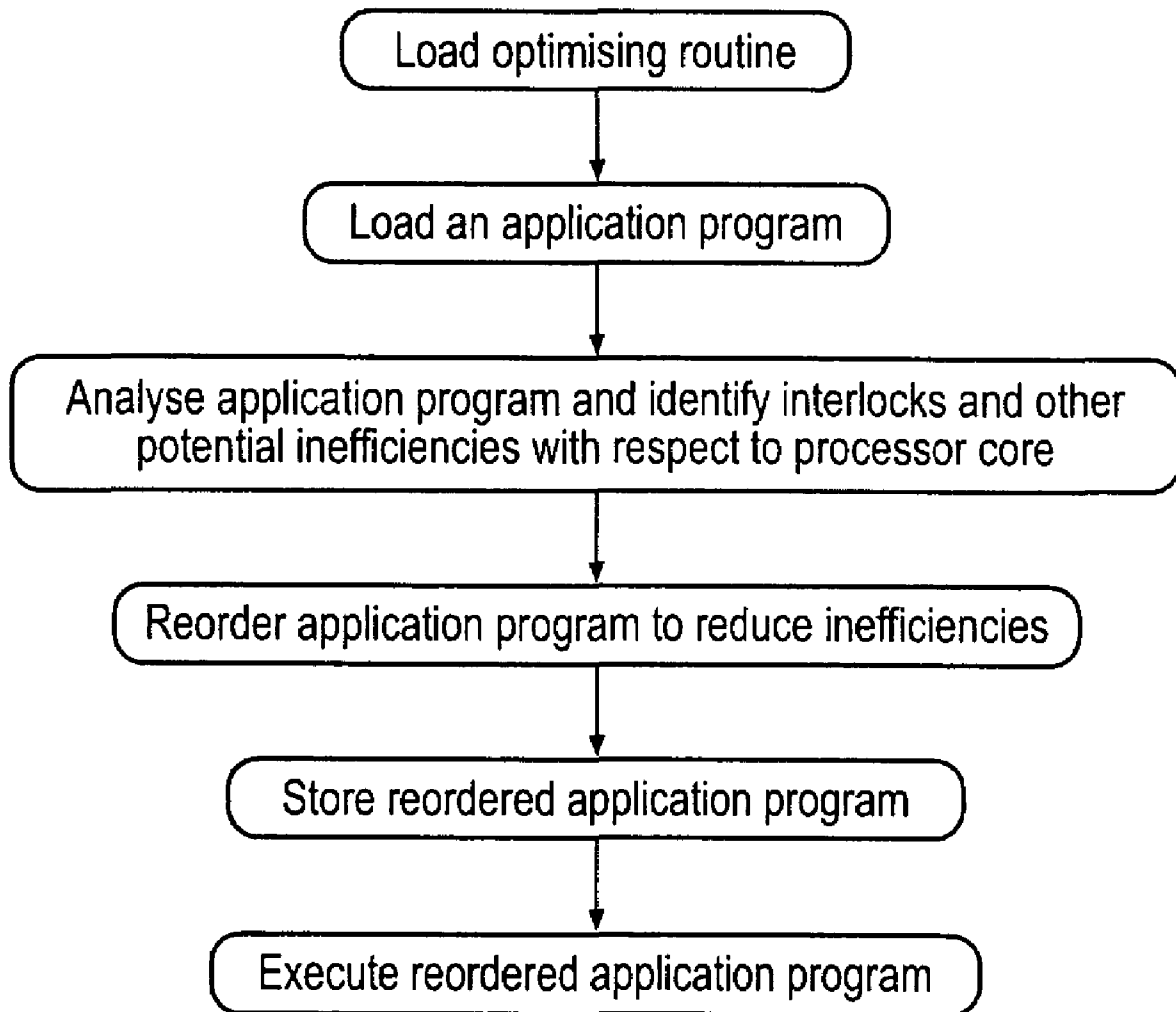 Load optimising routine
Load an application program
Analyse application program and identify interlocks and other
potential inefficiencies with respect to processor core
Reorder application program to reduce inefficiencies
Store reordered application program
Execute reordered application program